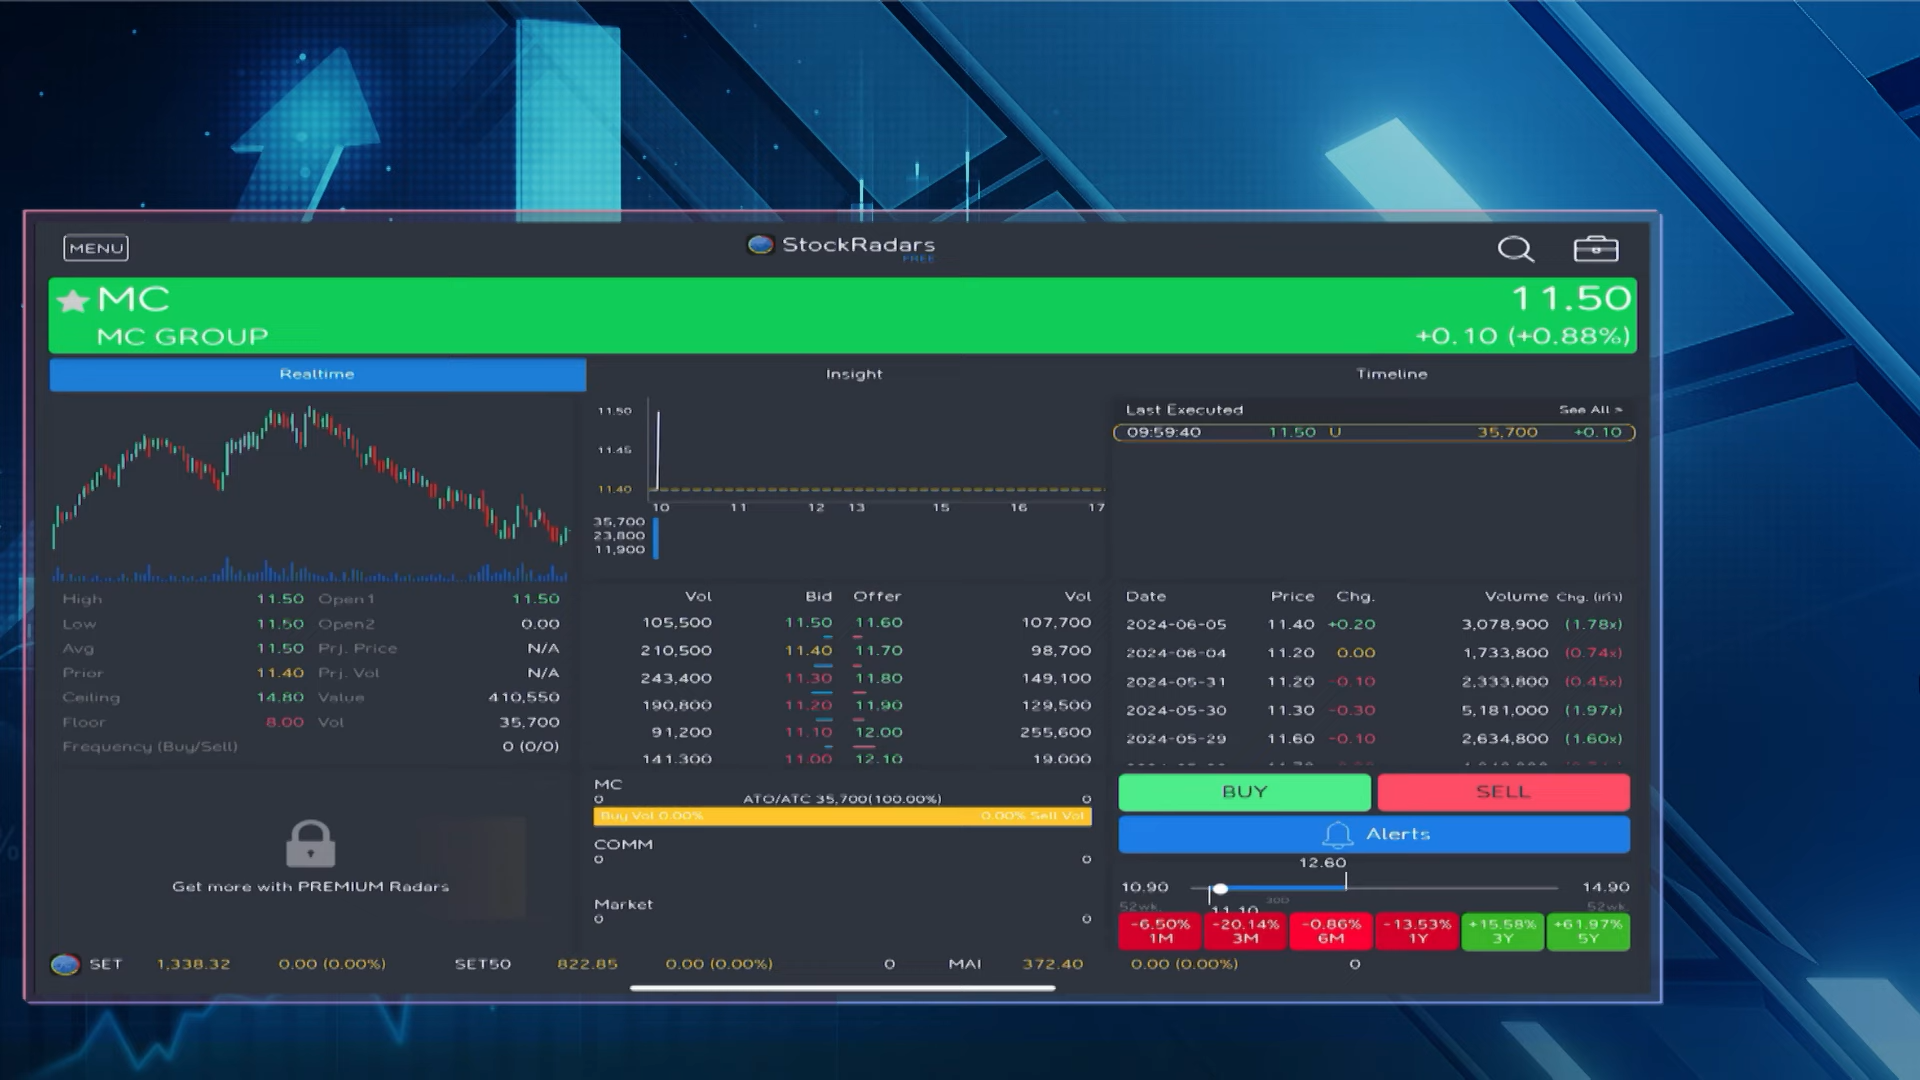 MENU
StockRadars
FREE
MC
11.50
MC GROUP
+0.10 (+0.88%)
Realtime
Insight
Timeline
11.50
11.45
11.40
10 11 12 13 15 16 17
35,700
23,800
11,900
Last Executed See All >
09:59:40 11.50 U 35,700 +0.10
High 11.50 Open1 11.50
Low 11.50 Open2 0.00
Avg 11.50 Prj. Price N/A
Prior 11.40 Prj. Vol N/A
Ceiling 14.80 Value 410,550
Floor 8.00 Vol 35,700
Frequency (Buy/Sell) 0 (0/0)
Vol Bid Offer Vol
105,500 11.50 11.60 107,700
210,500 11.40 11.70 98,700
243,400 11.30 11.80 149,100
190,800 11.20 11.90 129,500
91,200 11.10 12.00 255,600
141,300 11.00 12.10 19,000
Date Price Chg. Volume Chg. (เท่า)
2024-06-05 11.40 +0.20 3,078,900 (1.78x)
2024-06-04 11.20 0.00 1,733,800 (0.74x)
2024-05-31 11.20 -0.10 2,333,800 (0.45x)
2024-05-30 11.30 -0.30 5,181,000 (1.97x)
2024-05-29 11.60 -0.10 2,634,800 (1.60x)
Get more with PREMIUM Radars
MC
0 ATO/ATC 35,700(100.00%) 0
Buy Vol 0.00% 0.00% Sell Vol
COMM
0 0
Market
0 0
BUY SELL
Alerts
12.60
10.90 14.90
52wk. 30D 52wk.
11.10
-6.50% -20.14% -0.86% -13.53% +15.58% +61.97%
1M 3M 6M 1Y 3Y 5Y
SET 1,338.32 0.00 (0.00%) SET50 822.85 0.00 (0.00%) 0 MAI 372.40 0.00 (0.00%) 0